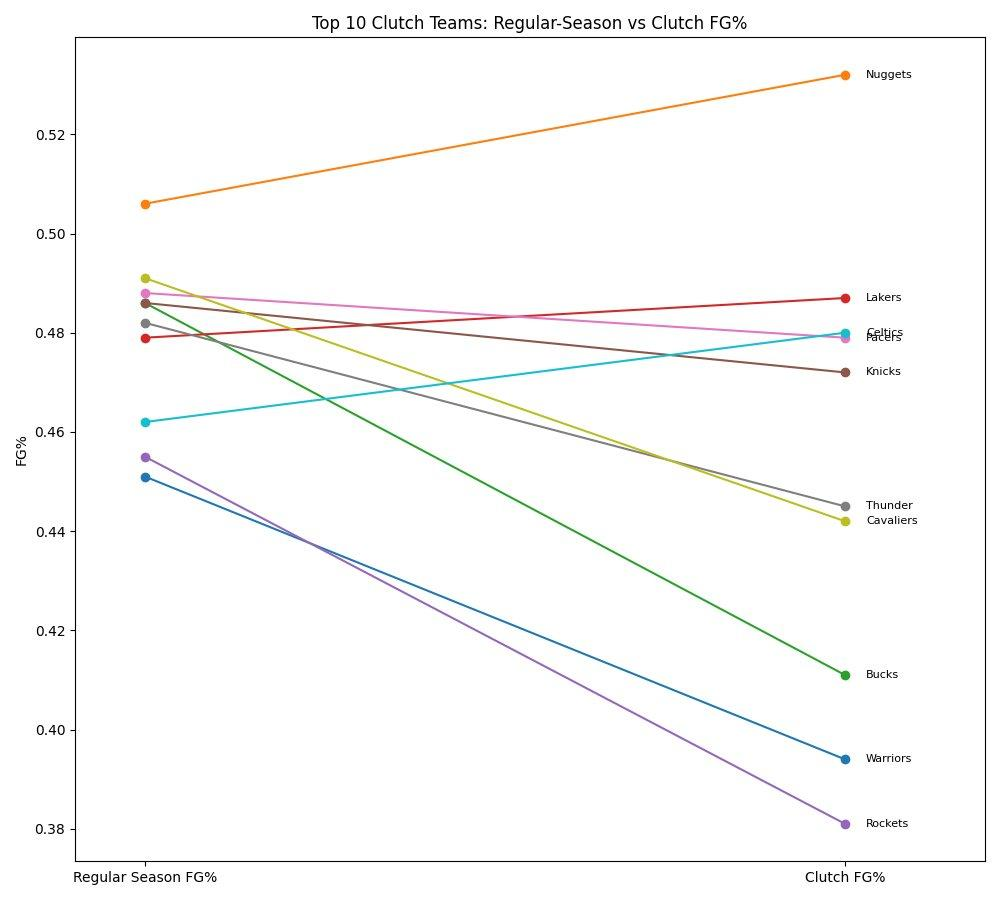 Top 10 Clutch Teams: Regular-Season vs Clutch FG%
Nuggets
0.52
0.50
Lakers
0.48
Celtics
Pacers
Knicks
0.46
FG%
Thunder
Cavaliers
0.44
0.42
Bucks
0.40
Warriors
Rockets
0.38
Regular Season FG%
Clutch FG%